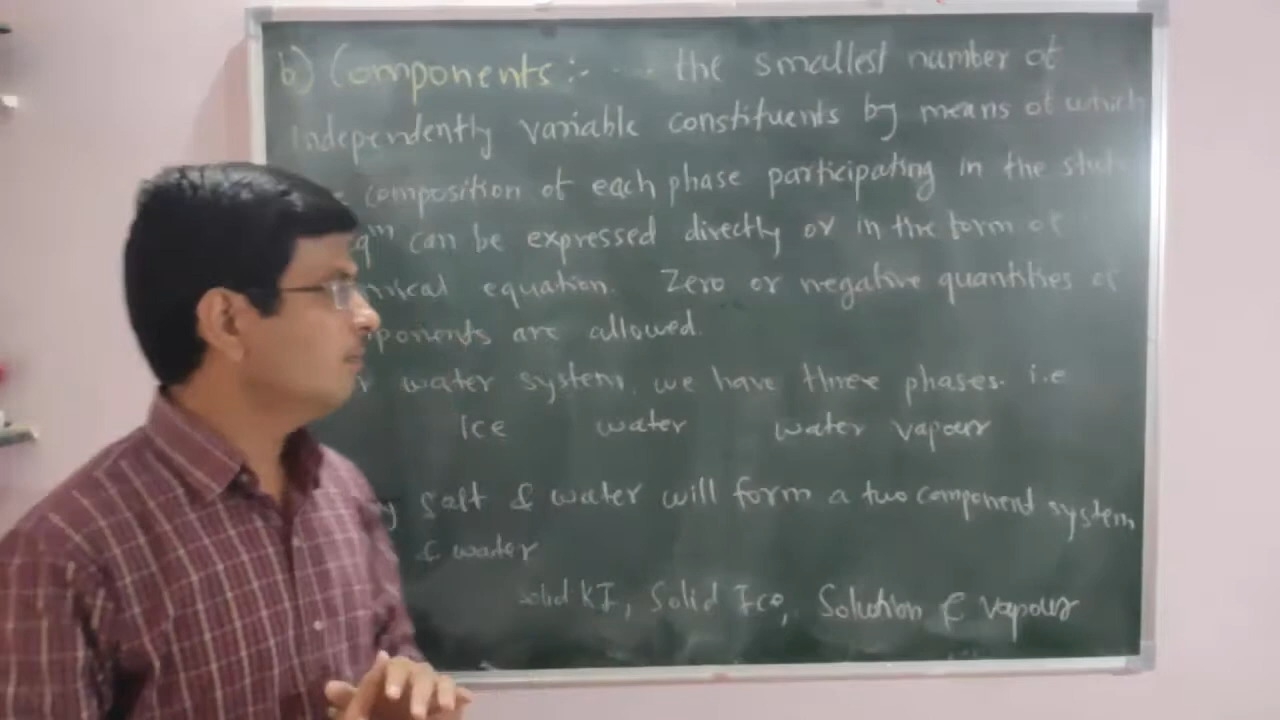 b) Components :- the smallest number of
independently variable constituents by means of which
composition of each phase participating in the
eqm can be expressed directly or in the form of
equation. Zero or negative quantities of
are allowed.
water system, we have three phases. i.e
Ice water water vapour
Salt & water will form a two component system
& water
solid KI, Solid Ice, Solution & vapour